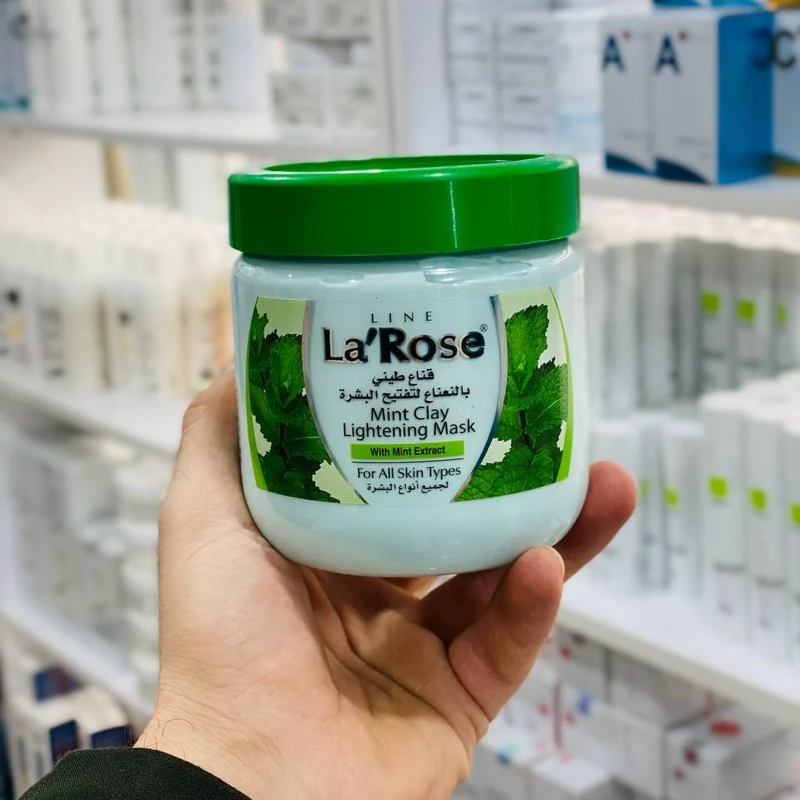 LINE
La'Rose®
قناع طيني
بالنعناع لتفتيح البشرة
Mint Clay
Lightening Mask
With Mint Extract
For All Skin Types
لجميع أنواع البشرة
A+
A+
C